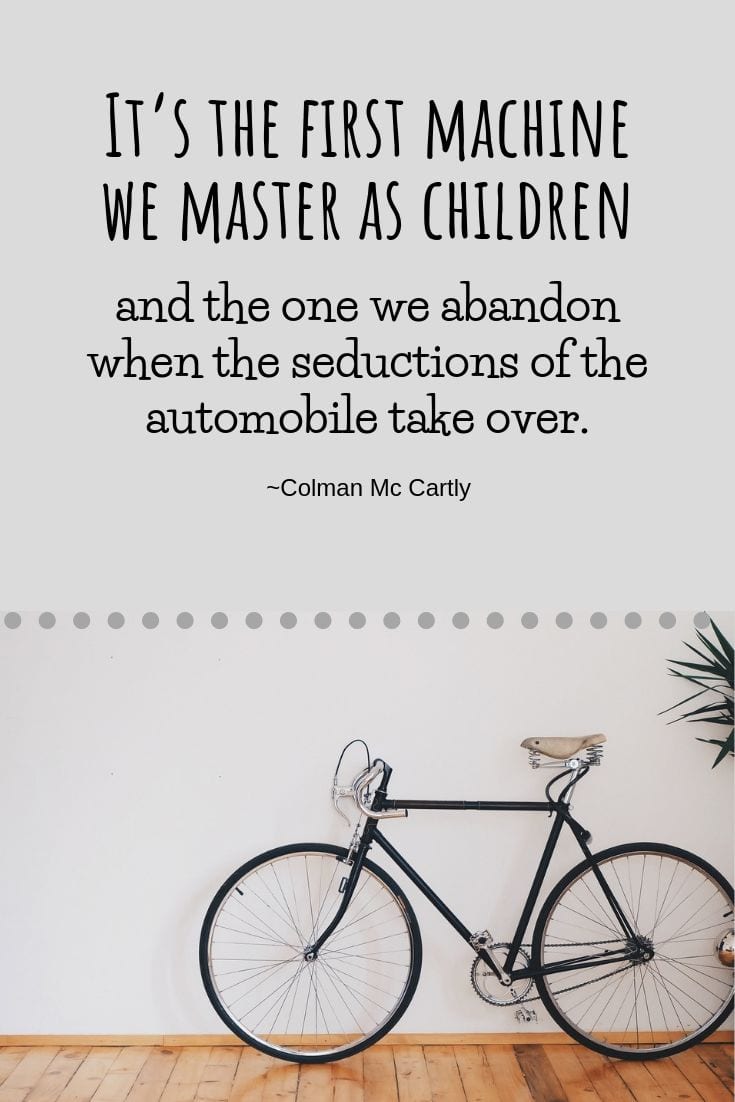 It's the first machine
we master as children
and the one we abandon
when the seductions of the
automobile take over.
~Colman Mc Cartly